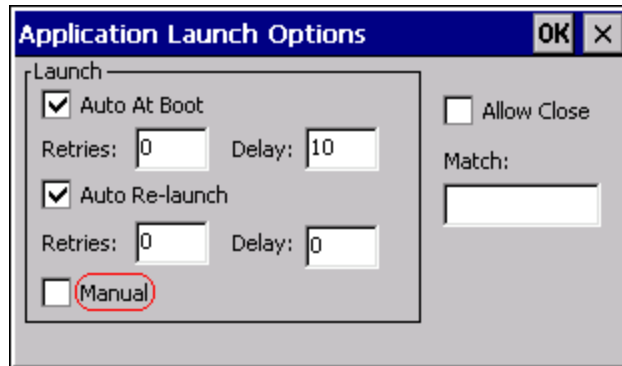 Application Launch Options OK ×
Launch
Auto At Boot
Retries: 0 Delay: 10
Auto Re-launch
Retries: 0 Delay: 0
Manual
Allow Close
Match: